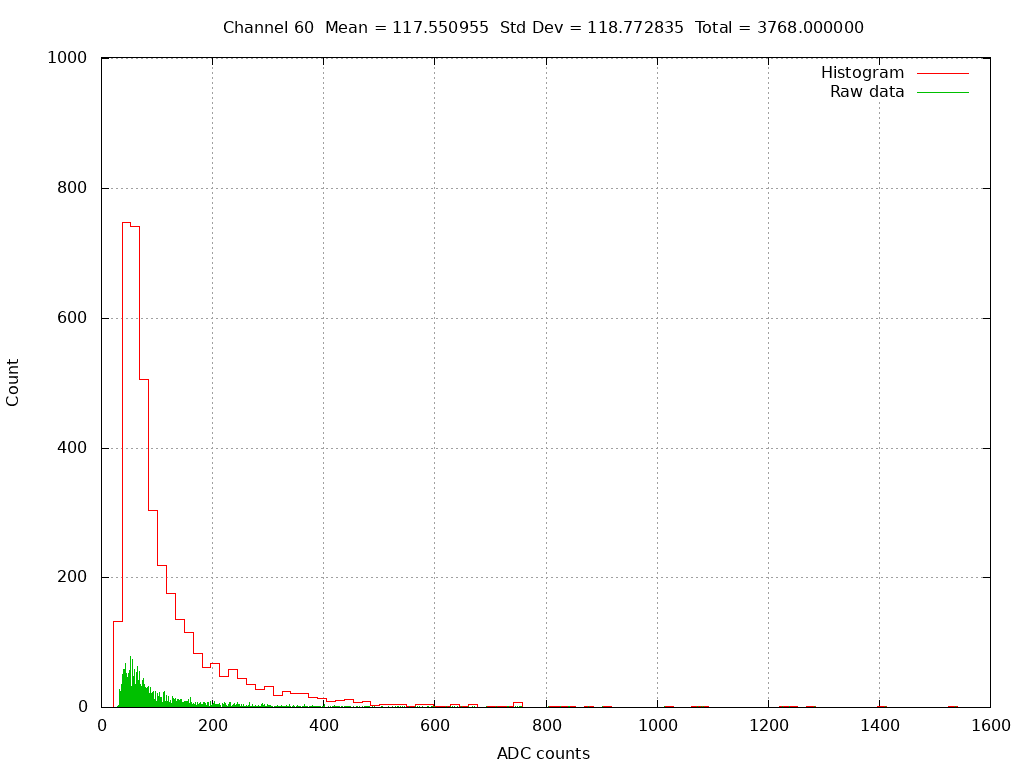 Channel 60  Mean = 117.550955  Std Dev = 118.772835  Total = 3768.000000
Histogram
Raw data
1000
800
600
400
200
0
Count
0 200 400 600 800 1000 1200 1400 1600
ADC counts